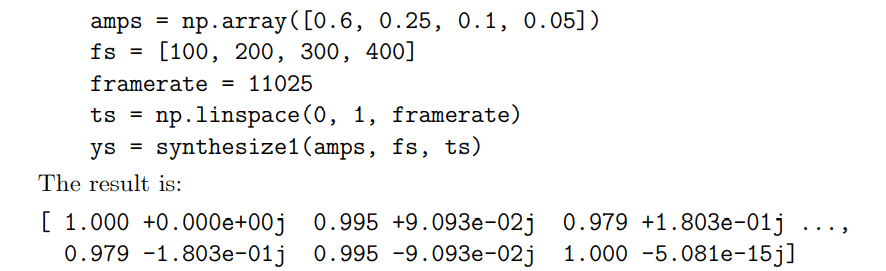 amps = np.array([0.6, 0.25, 0.1, 0.05])
fs = [100, 200, 300, 400]
framerate = 11025
ts = np.linspace(0, 1, framerate)
ys = synthesize1(amps, fs, ts)
The result is:
[ 1.000 +0.000e+00j  0.995 +9.093e-02j  0.979 +1.803e-01j ...,
0.979 -1.803e-01j  0.995 -9.093e-02j  1.000 -5.081e-15j]